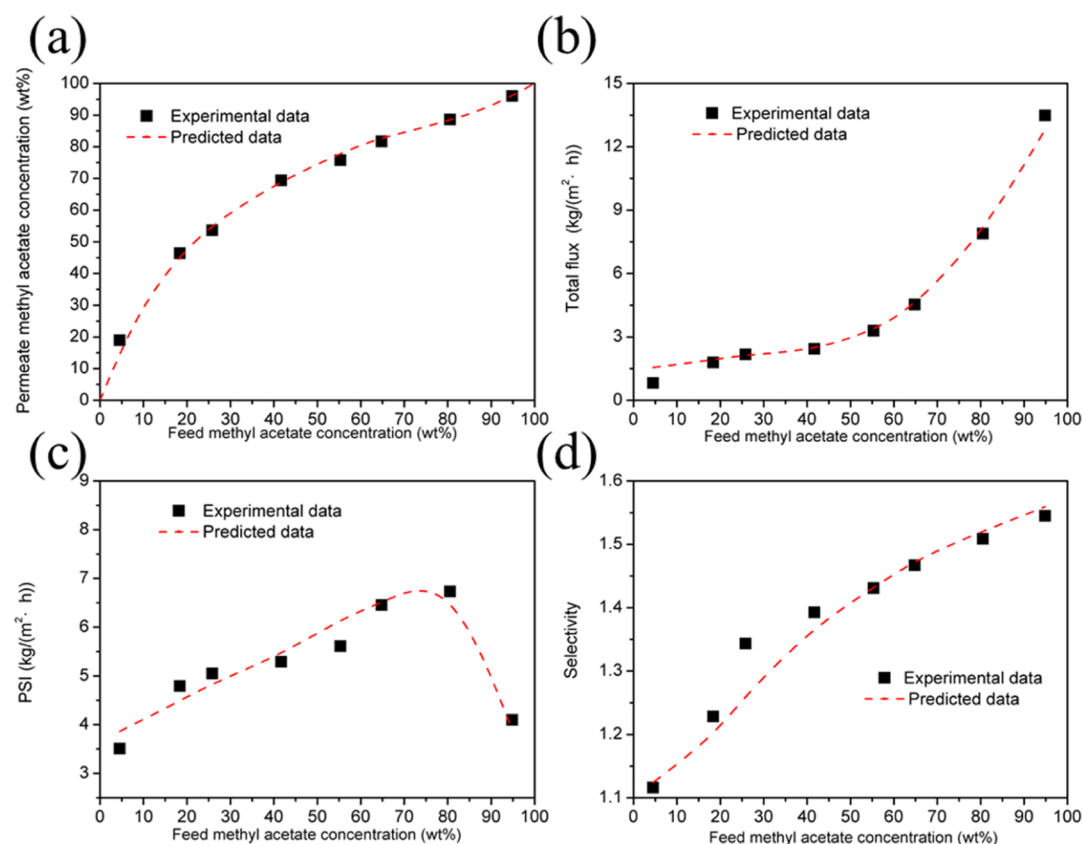 (a)
Permeate methyl acetate concentration (wt%)
100
90
80
70
60
50
40
30
20
10
0
Experimental data
Predicted data
0 10 20 30 40 50 60 70 80 90 100
Feed methyl acetate concentration (wt%)
(b)
Total flux (kg/(m²· h))
15
12
9
6
3
0
Experimental data
Predicted data
0 10 20 30 40 50 60 70 80 90 100
Feed methyl acetate concentration (wt%)
(c)
PSI (kg/(m²· h))
9
8
7
6
5
4
3
Experimental data
Predicted data
0 10 20 30 40 50 60 70 80 90 100
Feed methyl acetate concentration (wt%)
(d)
Selectivity
1.6
1.5
1.4
1.3
1.2
1.1
Experimental data
Predicted data
0 10 20 30 40 50 60 70 80 90 100
Feed methyl acetate concentration (wt%)